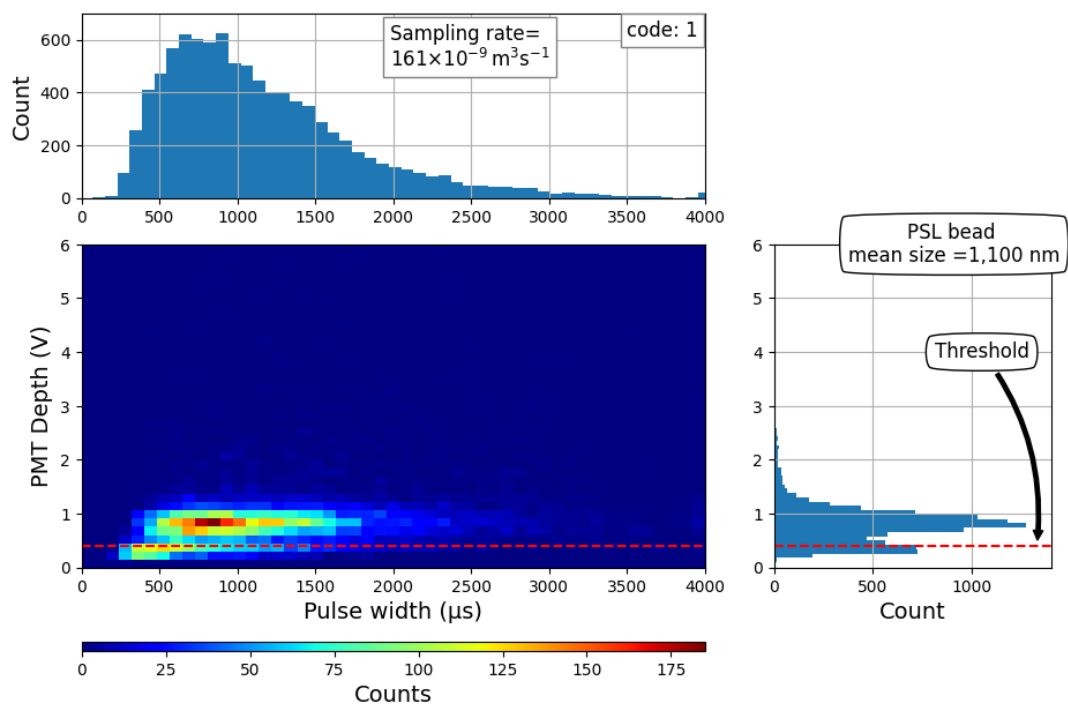 Sampling rate=
161×10⁻⁹ m³s⁻¹
code: 1
600
400
200
0
Count
0 500 1000 1500 2000 2500 3000 3500 4000
PSL bead
mean size =1,100 nm
Threshold
6
5
4
3
2
1
0
PMT Depth (V)
0 500 1000 1500 2000 2500 3000 3500 4000
Pulse width (µs)
6
5
4
3
2
1
0
0 500 1000
Count
0 25 50 75 100 125 150 175
Counts